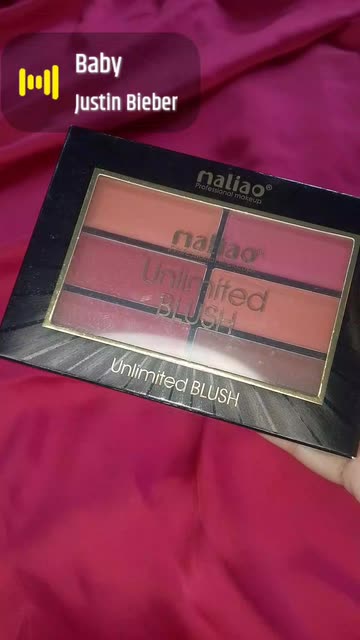 Baby
Justin Bieber
maliao®
Professional makeup
maliao®
Unlimited
BLUSH
Unlimited BLUSH